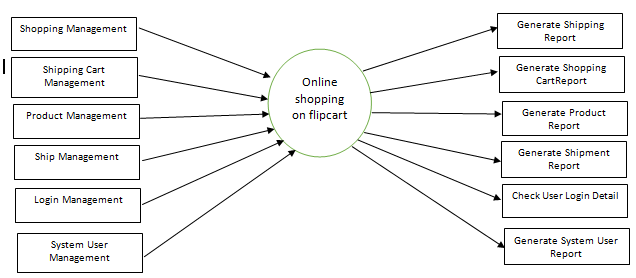 Shopping Management
Shipping Cart
Management
Product Management
Ship Management
Login Management
System User
Management
Online
shopping
on flipcart
Generate Shipping
Report
Generate Shopping
CartReport
Generate Product
Report
Generate Shipment
Report
Check User Login Detail
Generate System User
Report